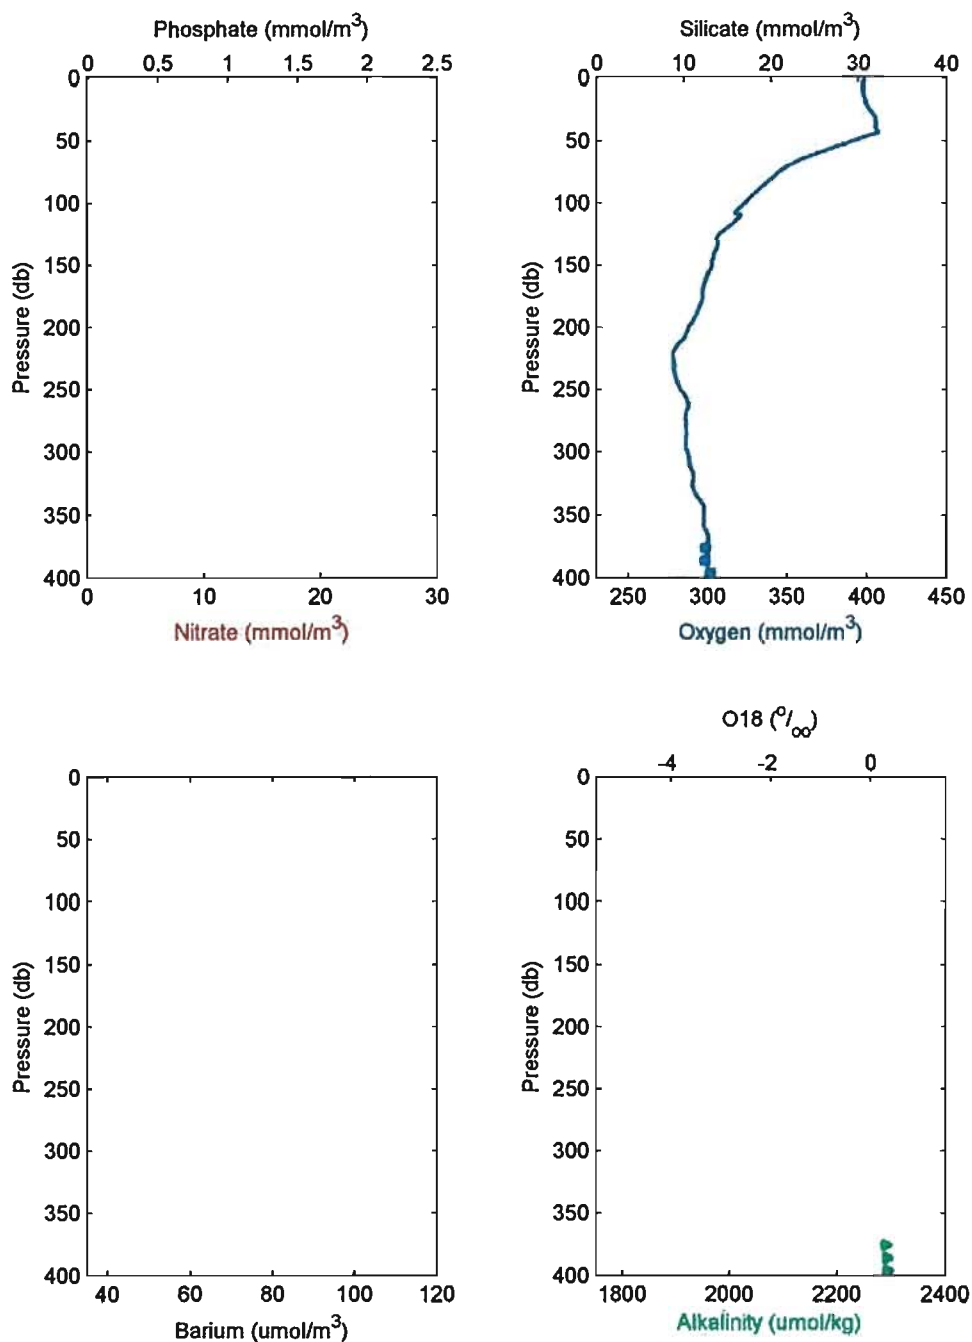 Phosphate (mmol/m³)
0 0.5 1 1.5 2 2.5
0
50
100
150
200
250
300
350
400
Pressure (db)
0 10 20 30
Nitrate (mmol/m³)
Silicate (mmol/m³)
0 10 20 30 40
0
50
100
150
200
250
300
350
400
Pressure (db)
250 300 350 400 450
Oxygen (mmol/m³)
0
50
100
150
200
250
300
350
400
Pressure (db)
40 60 80 100 120
Barium (umol/m³)
O18 (º/₀₀)
-4 -2 0
0
50
100
150
200
250
300
350
400
Pressure (db)
1800 2000 2200 2400
Alkalinity (umol/kg)